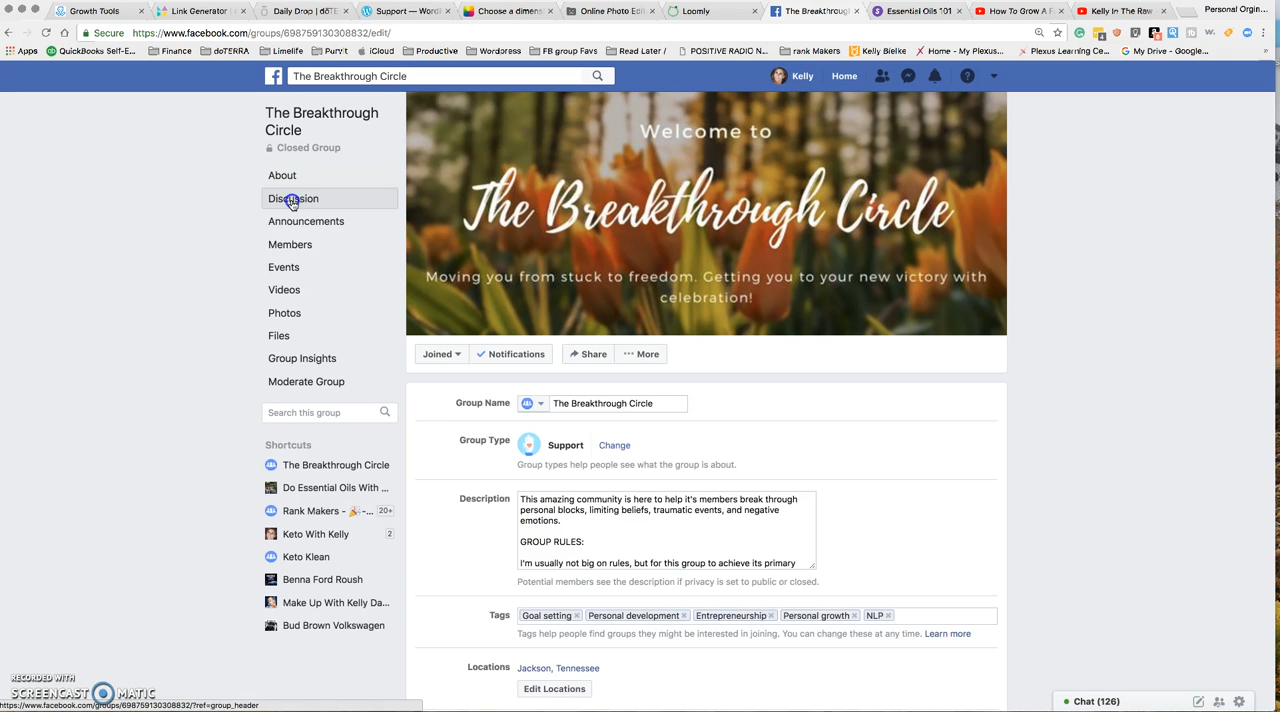 Growth Tools
Link Generator
Daily Drop | dōTE
Support — WordP
Choose a dimens
Online Photo Edi
Loomly
The Breakthroug
Essential Oils 101
How To Grow A F
Kelly In The Raw
Personal Orgin...
Secure
https://www.facebook.com/groups/698759130308832/edit/
Apps
QuickBooks Self-E...
Finance
doTERRA
Limelife
Purvit
iCloud
Productive
Wordpress
FB group Favs
Read Later /
POSITIVE RADIO N...
rank Makers
Kelly Bielke
Home - My Plexus...
Plexus Learning Ce...
My Drive - Google...
»
The Breakthrough Circle
Kelly
Home
The Breakthrough
Circle
Closed Group
About
Discussion
Announcements
Members
Events
Videos
Photos
Files
Group Insights
Moderate Group
Search this group
Shortcuts
The Breakthrough Circle
Do Essential Oils With ...
Rank Makers - 🎉-... 20+
Keto With Kelly 2
Keto Klean
Benna Ford Roush
Make Up With Kelly Da...
Bud Brown Volkswagen
Welcome to
The Breakthrough Circle
Moving you from stuck to freedom. Getting you to your new victory with
celebration!
Joined
Notifications
Share
More
Group Name
The Breakthrough Circle
Group Type
Support
Change
Group types help people see what the group is about.
Description
This amazing community is here to help it's members break through
personal blocks, limiting beliefs, traumatic events, and negative
emotions.
GROUP RULES:
I'm usually not big on rules, but for this group to achieve its primary
Potential members see the description if privacy is set to public or closed.
Tags
Goal setting
Personal development
Entrepreneurship
Personal growth
NLP
Tags help people find groups they might be interested in joining. You can change these at any time. Learn more
Locations
Jackson, Tennessee
Edit Locations
RECORDED WITH
SCREENCAST MATIC
https://www.facebook.com/groups/698759130308832/?ref=group_header
Chat (126)